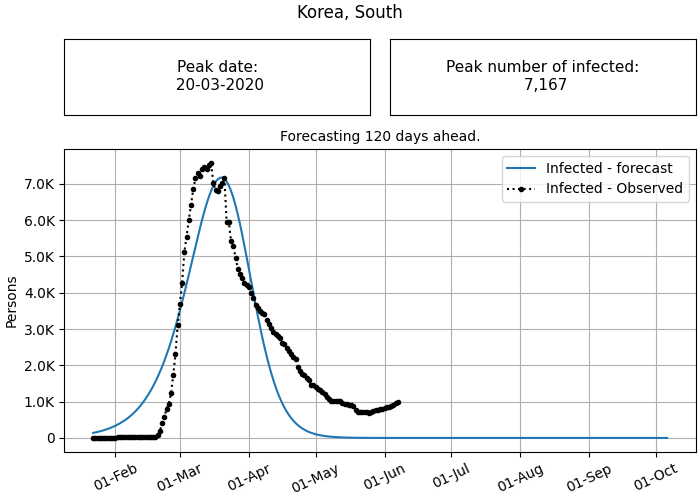 Korea, South
Peak date:
20-03-2020
Peak number of infected:
7,167
Forecasting 120 days ahead.
Infected - forecast
Infected - Observed
Persons
7.0K
6.0K
5.0K
4.0K
3.0K
2.0K
1.0K
0
01-Feb
01-Mar
01-Apr
01-May
01-Jun
01-Jul
01-Aug
01-Sep
01-Oct